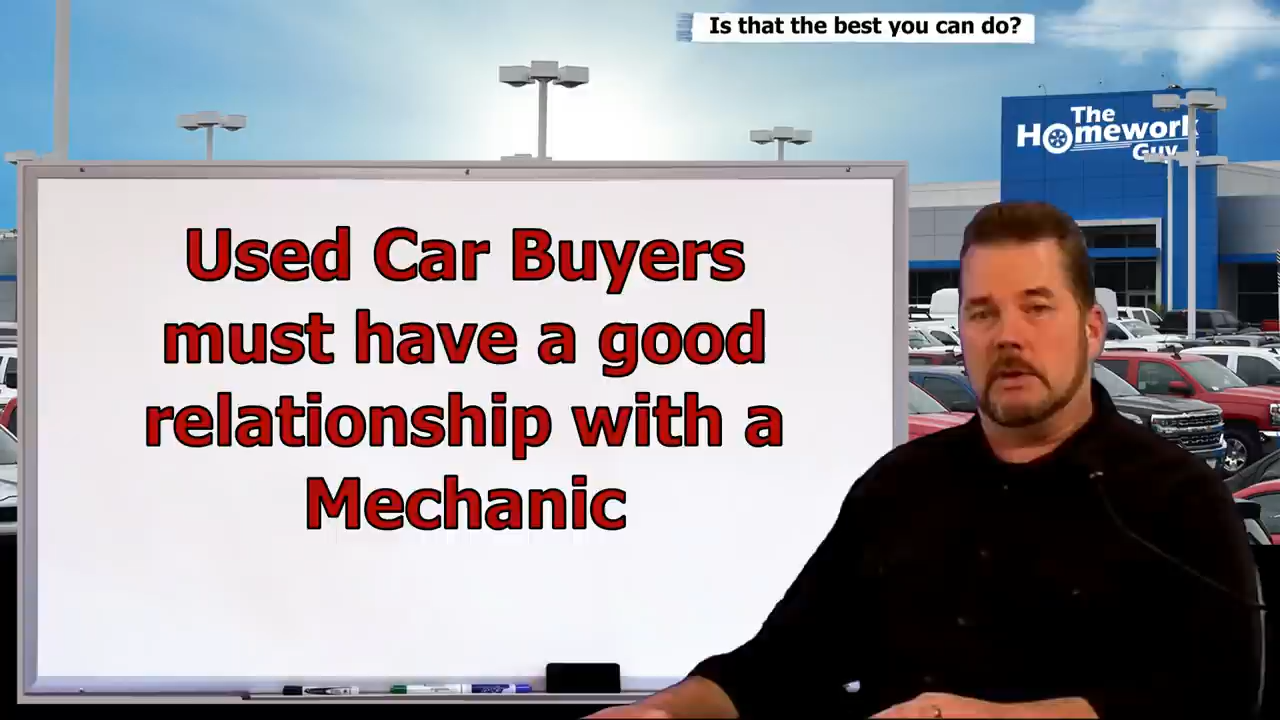 Is that the best you can do?
The
Homework
Guy
Used Car Buyers
must have a good
relationship with a
Mechanic